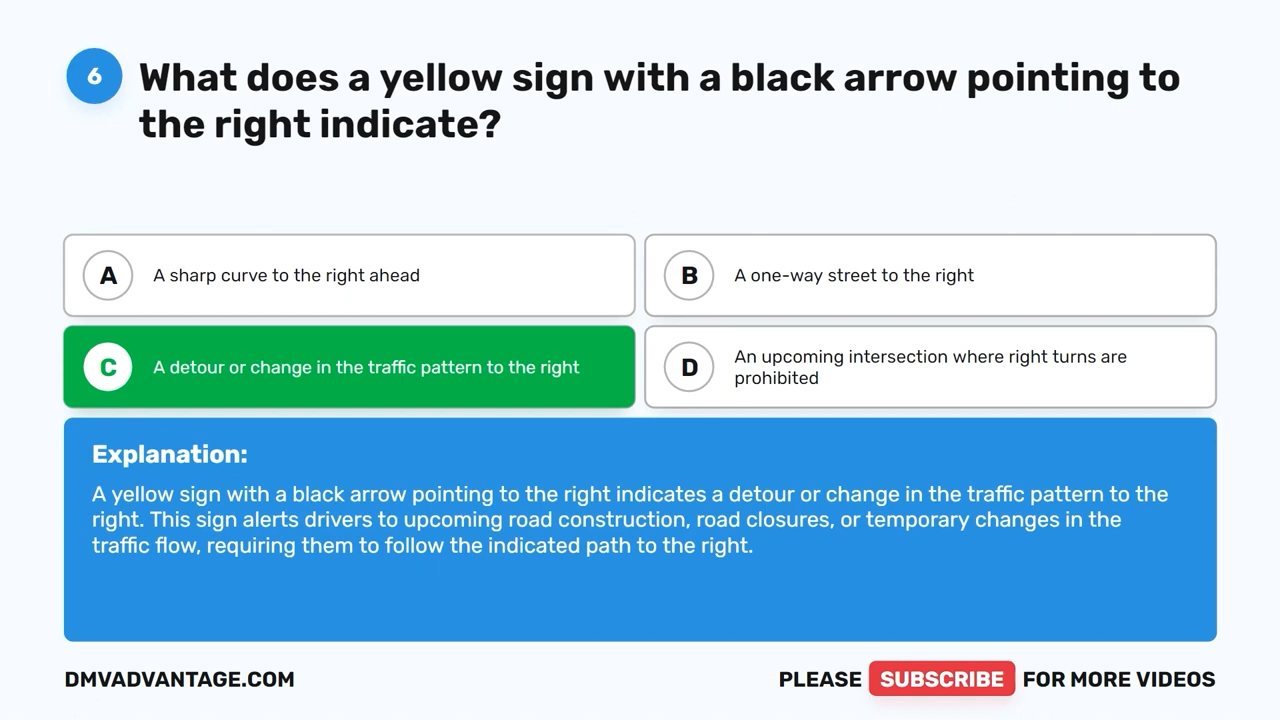 6
What does a yellow sign with a black arrow pointing to
the right indicate?
A
A sharp curve to the right ahead
B
A one-way street to the right
C
A detour or change in the traffic pattern to the right
D
An upcoming intersection where right turns are
prohibited
Explanation:
A yellow sign with a black arrow pointing to the right indicates a detour or change in the traffic pattern to the
right. This sign alerts drivers to upcoming road construction, road closures, or temporary changes in the
traffic flow, requiring them to follow the indicated path to the right.
DMVADVANTAGE.COM
PLEASE SUBSCRIBE FOR MORE VIDEOS